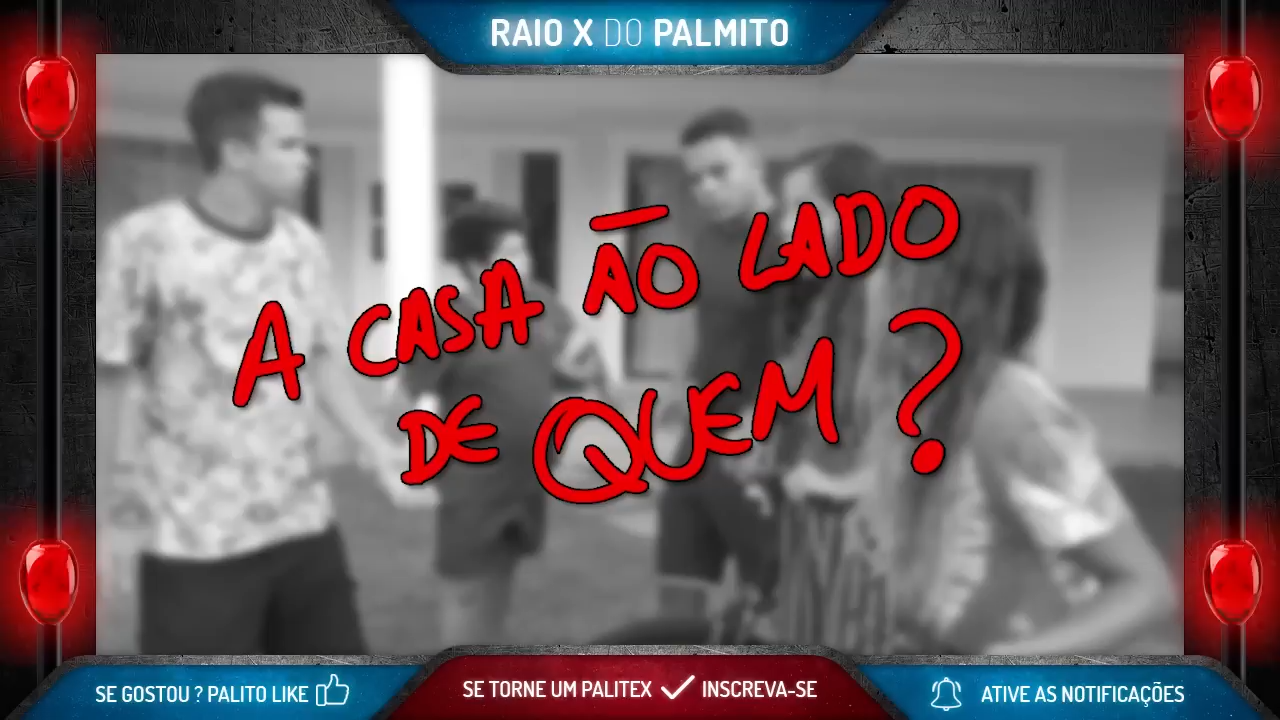 RAIO X DO PALMITO
A CASA ÃO LADO
DE QUEM?
SE GOSTOU ? PALITO LIKE
SE TORNE UM PALITEX INSCREVA-SE
ATIVE AS NOTIFICAÇÕES